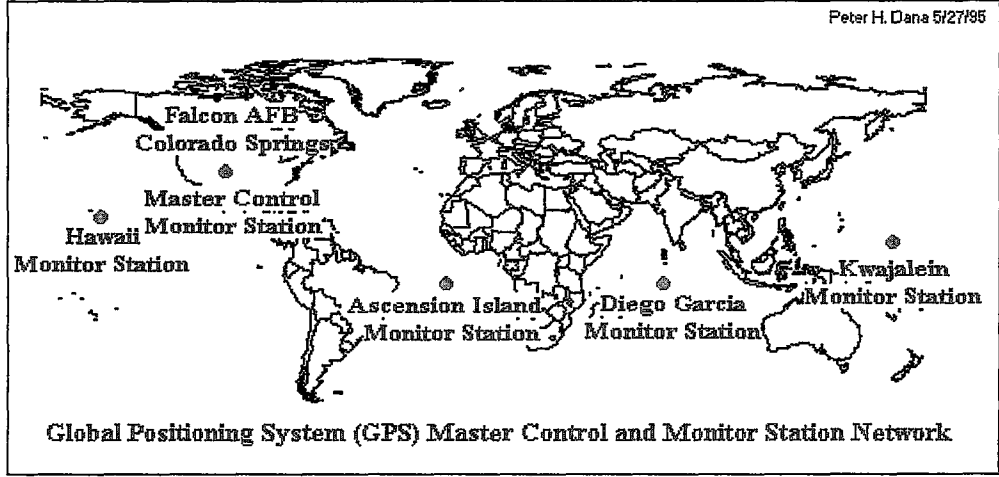 Peter H. Dana 5/27/95
Falcon AFB
Colorado Springs
Master Control
Monitor Station
Hawaii
Monitor Station
Ascension Island
Monitor Station
Diego Garcia
Monitor Station
Kwajalein
Monitor Station
Global Positioning System (GPS) Master Control and Monitor Station Network